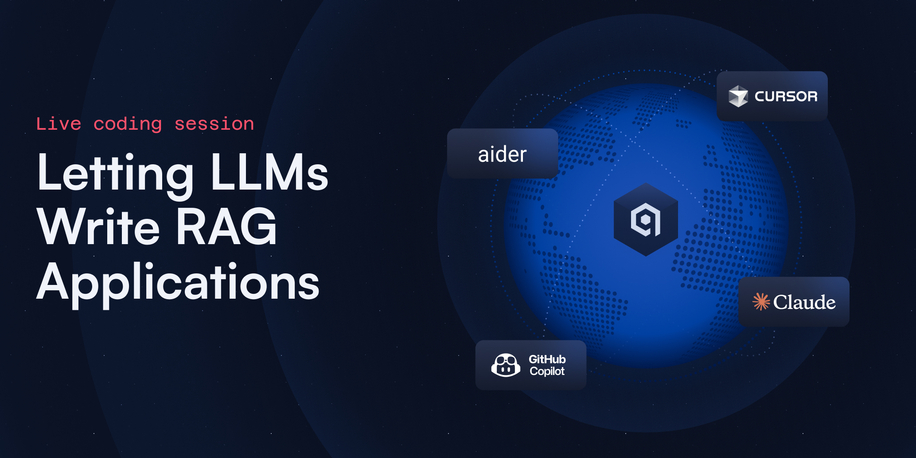 Live coding session
Letting LLMs
Write RAG
Applications
aider
CURSOR
Claude
GitHub
Copilot